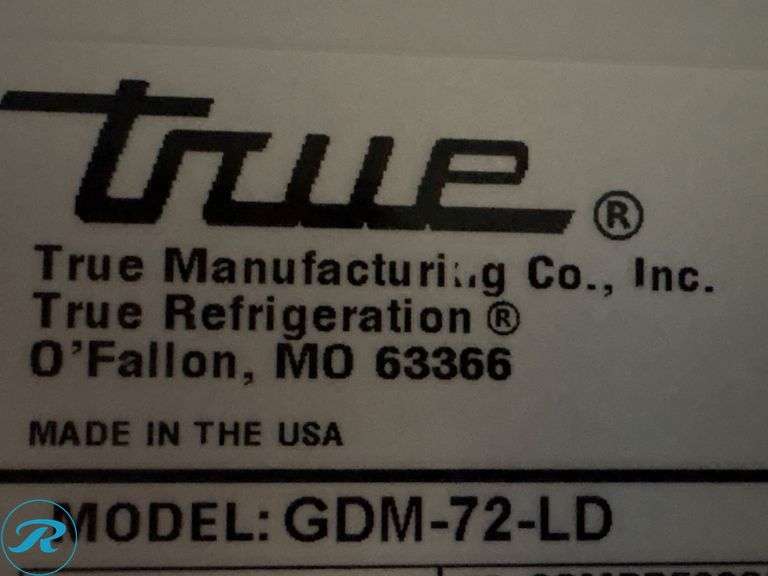 true®
True Manufacturing Co., Inc.
True Refrigeration ®
O'Fallon, MO 63366
MADE IN THE USA
MODEL: GDM-72-LD